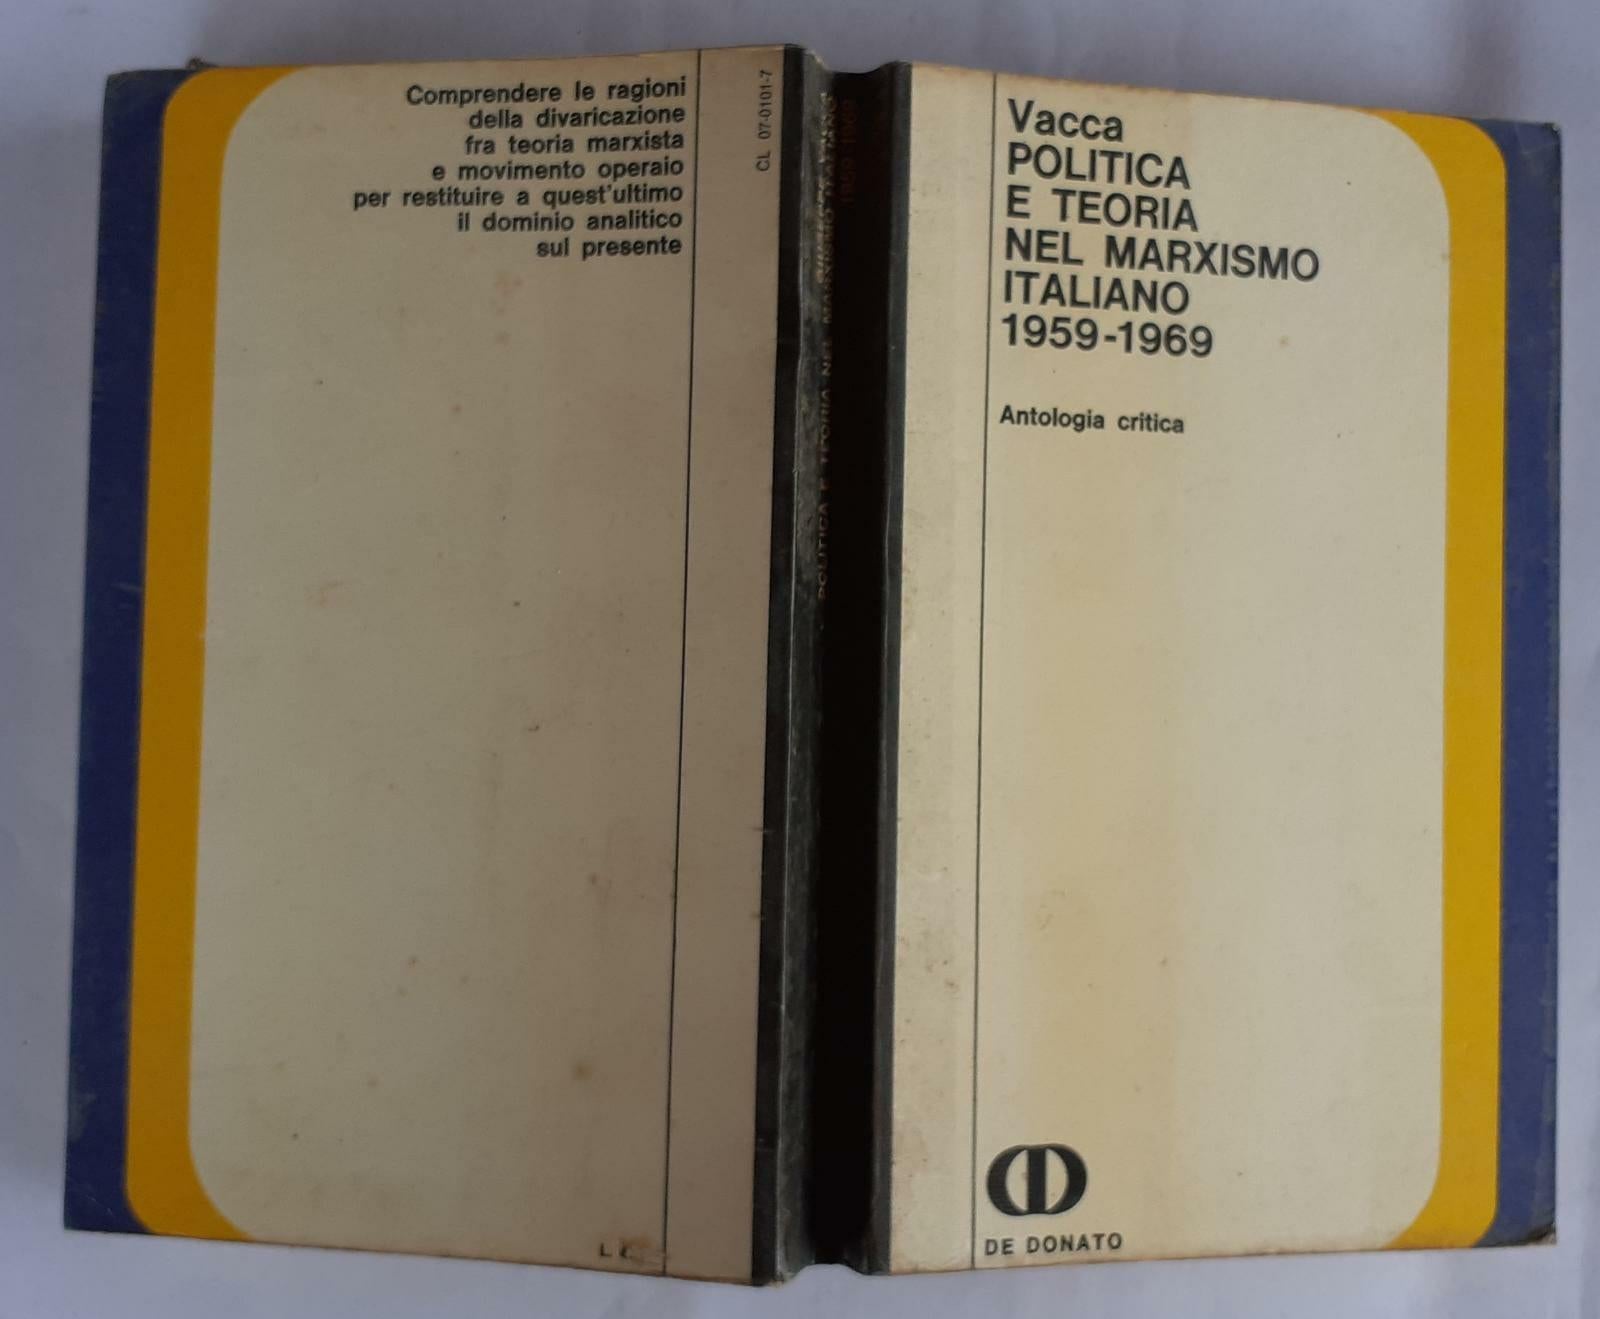 Comprendere le ragioni
della divaricazione
fra teoria marxista
e movimento operaio
per restituire a quest'ultimo
il dominio analitico
sul presente
CL 07-0101-7
POLITICA E TEORIA NEL MARXISMO ITALIANO
1959-1969
Vacca
POLITICA
E TEORIA
NEL MARXISMO
ITALIANO
1959-1969
Antologia critica
DE DONATO